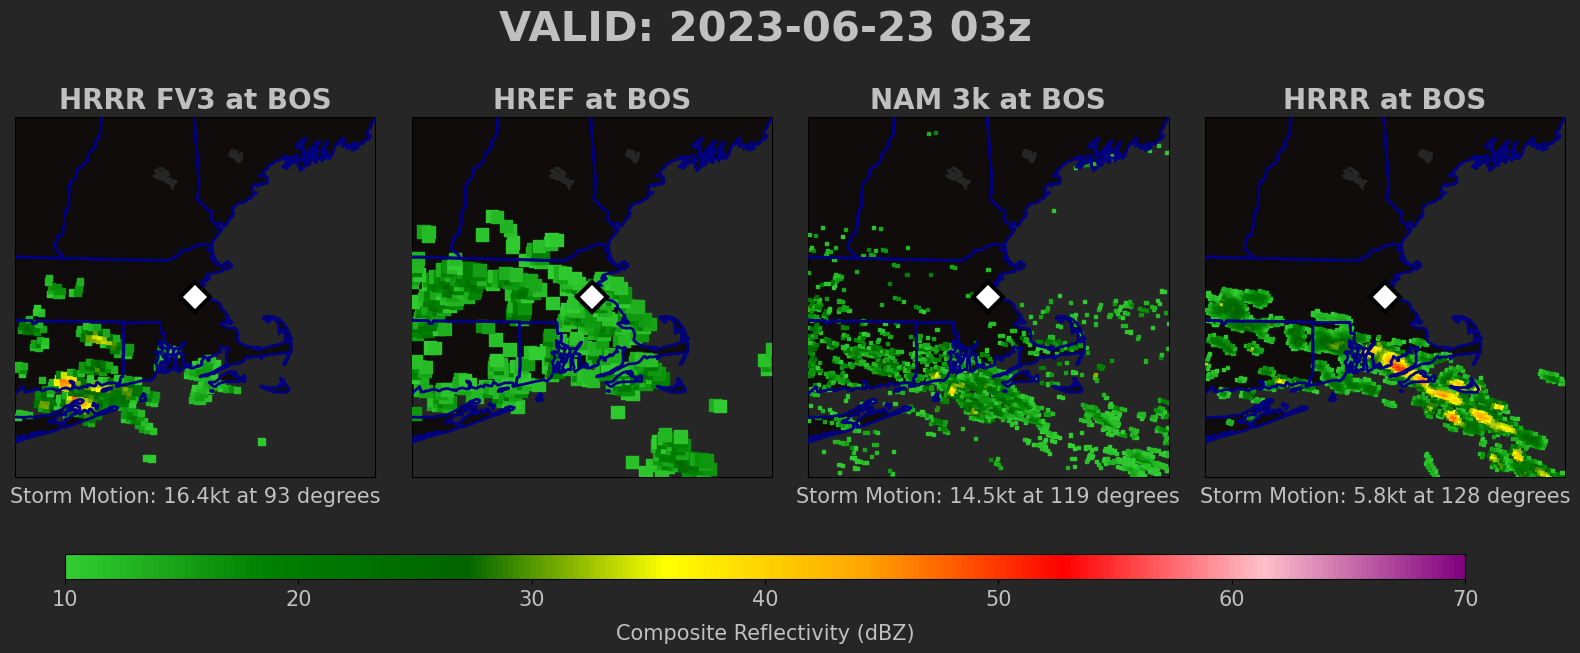 VALID: 2023-06-23 03z
HRRR FV3 at BOS
HREF at BOS
NAM 3k at BOS
HRRR at BOS
Storm Motion: 16.4kt at 93 degrees
Storm Motion: 14.5kt at 119 degrees
Storm Motion: 5.8kt at 128 degrees
10 20 30 40 50 60 70
Composite Reflectivity (dBZ)